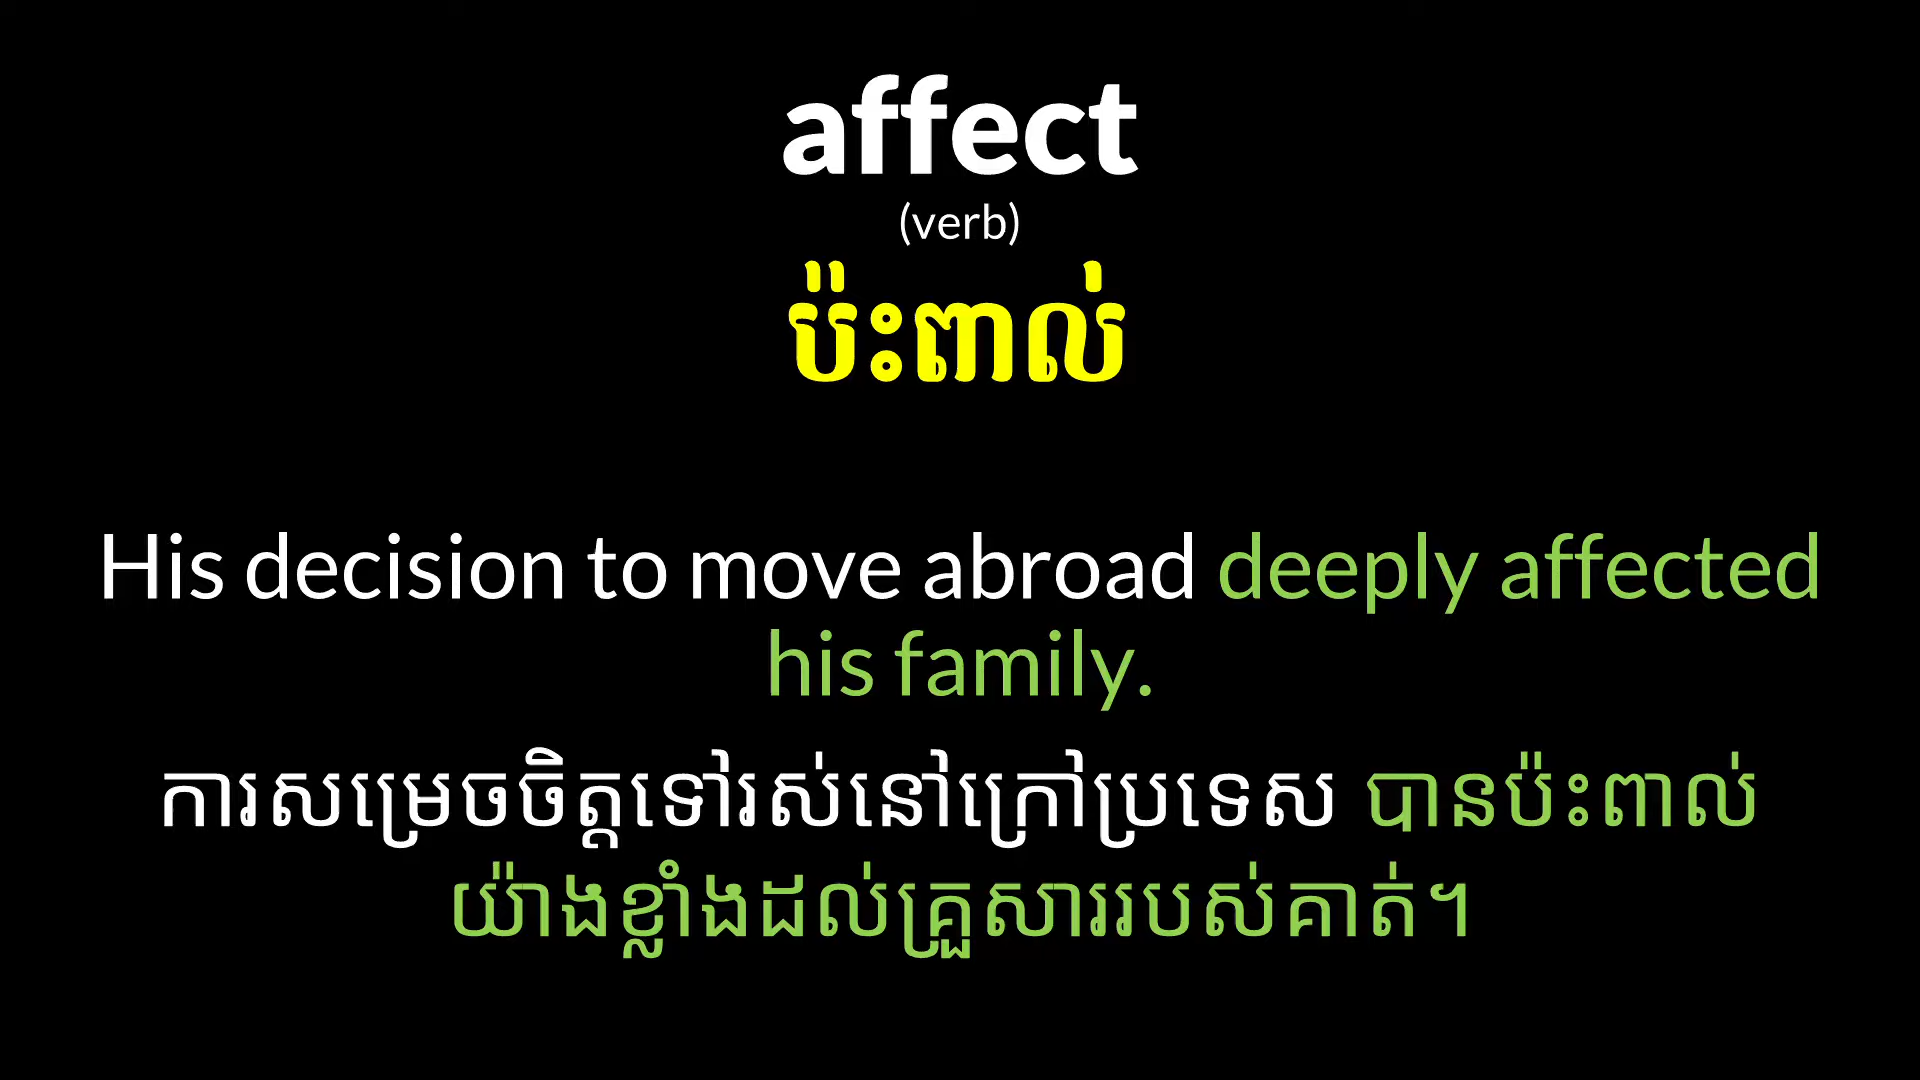 affect
(verb)
ប៉ះពាល់
His decision to move abroad deeply affected
his family.
ការសម្រេចចិត្តទៅរស់នៅក្រៅប្រទេស បានប៉ះពាល់
យ៉ាងខ្លាំងដល់គ្រួសាររបស់គាត់។